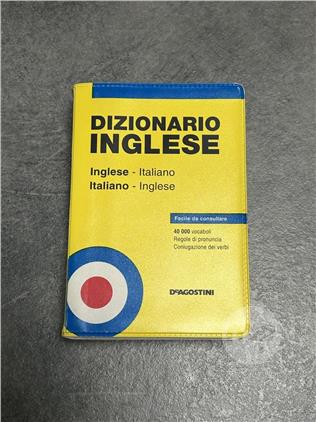 DIZIONARIO
INGLESE
Inglese - Italiano
Italiano - Inglese
Facile da consultare
40 000 vocaboli
Regole di pronuncia
Coniugazione dei verbi
DEAGOSTINI